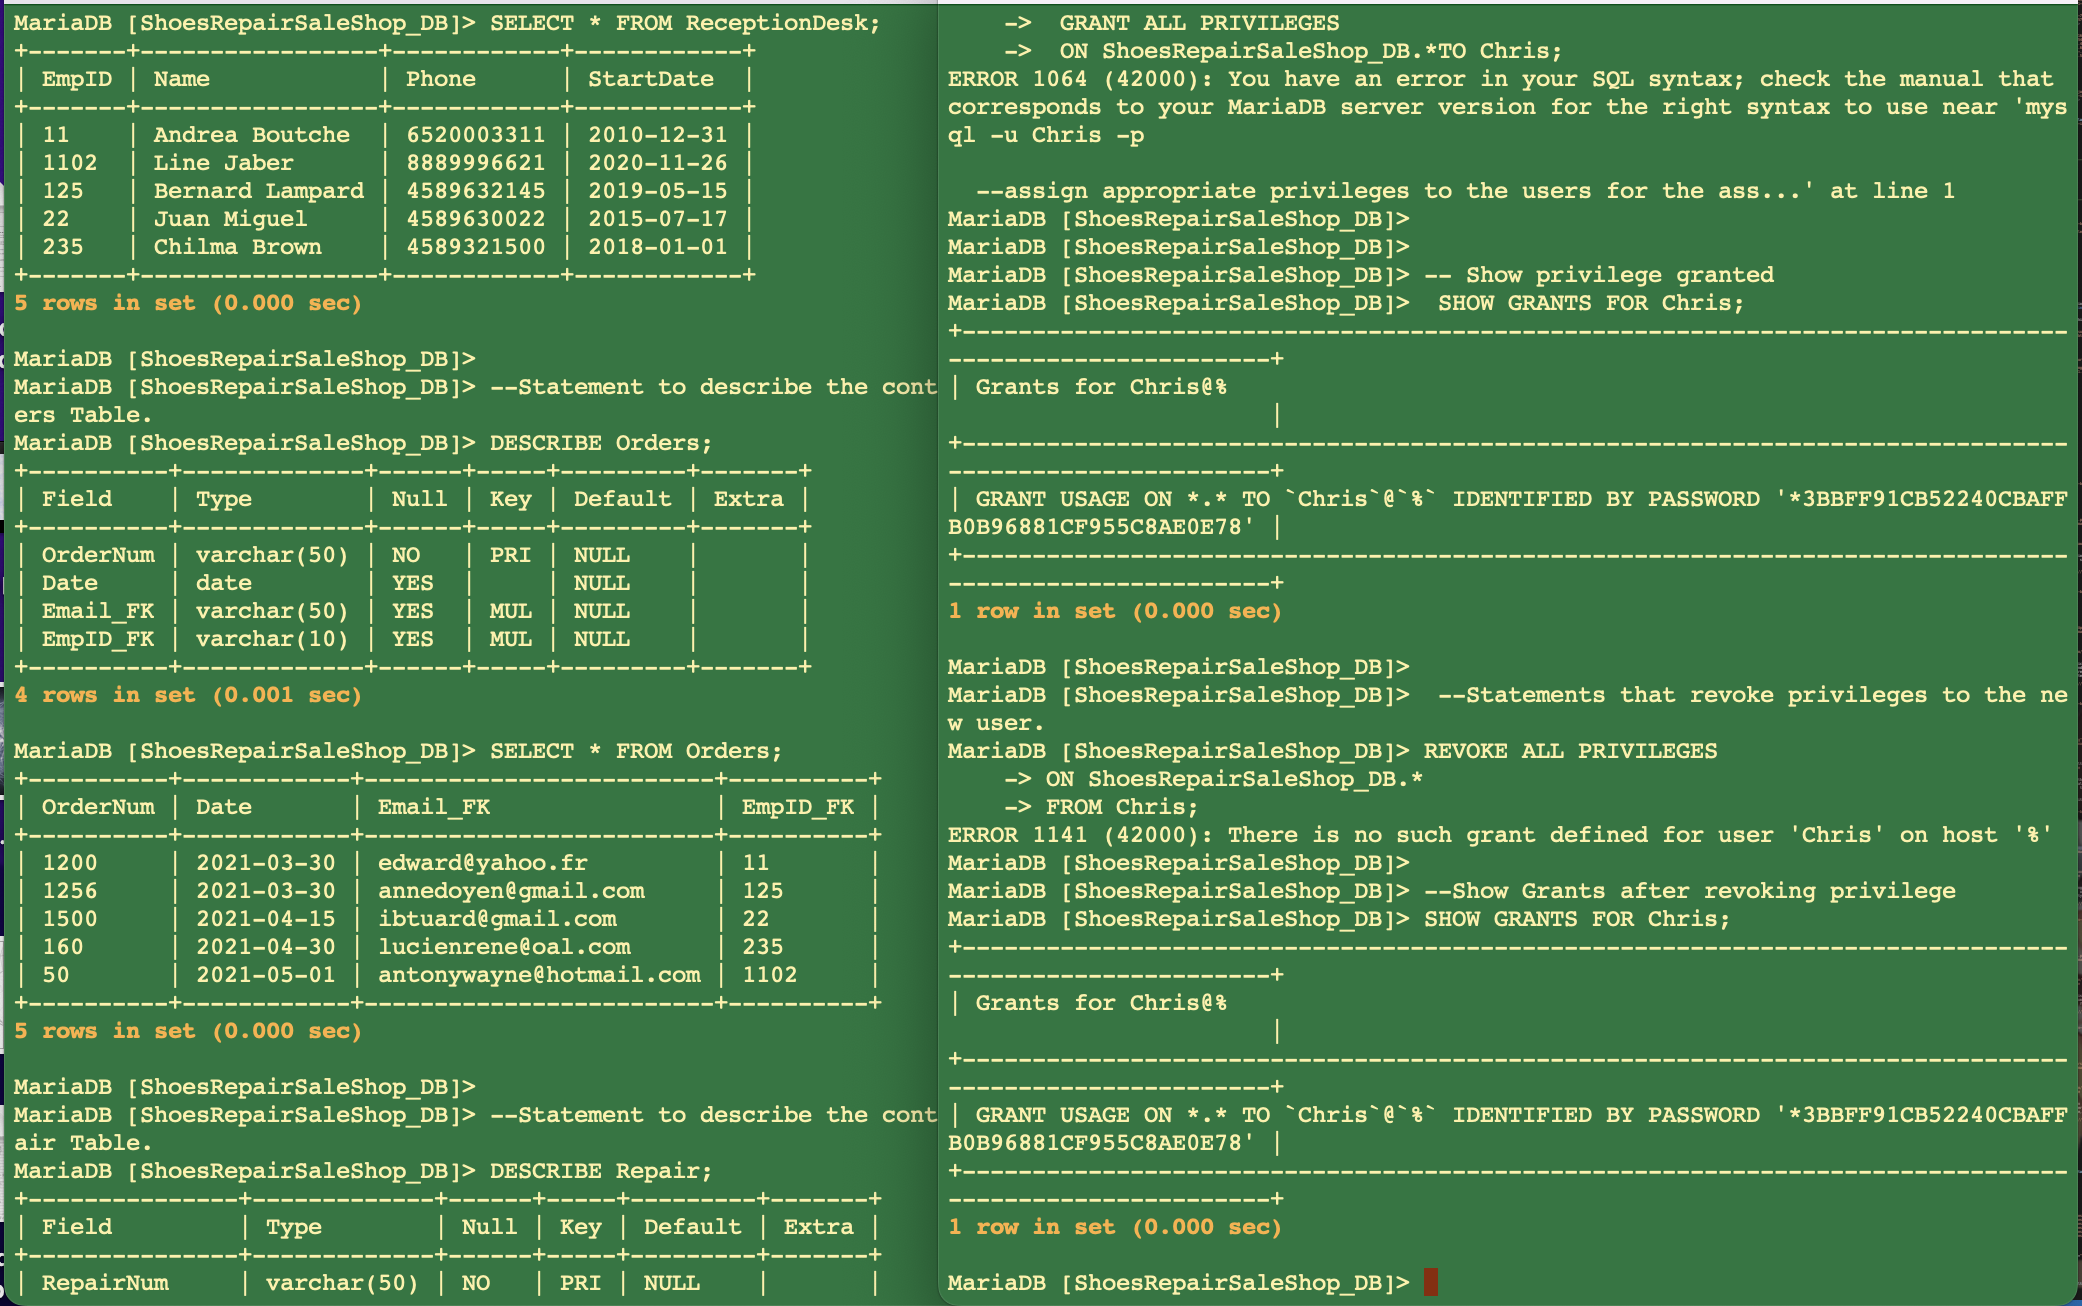 MariaDB [ShoesRepairSaleShop_DB]> SELECT * FROM ReceptionDesk;
+-------+-----------------+------------+------------+
| EmpID | Name            | Phone      | StartDate  |
+-------+-----------------+------------+------------+
| 11    | Andrea Boutche  | 6520003311 | 2010-12-31 |
| 1102  | Line Jaber      | 8889996621 | 2020-11-26 |
| 125   | Bernard Lampard | 4589632145 | 2019-05-15 |
| 22    | Juan Miguel     | 4589630022 | 2015-07-17 |
| 235   | Chilma Brown    | 4589321500 | 2018-01-01 |
+-------+-----------------+------------+------------+
5 rows in set (0.000 sec)
MariaDB [ShoesRepairSaleShop_DB]>
MariaDB [ShoesRepairSaleShop_DB]> --Statement to describe the cont
ers Table.
MariaDB [ShoesRepairSaleShop_DB]> DESCRIBE Orders;
+----------+-------------+------+-----+---------+-------+
| Field    | Type        | Null | Key | Default | Extra |
+----------+-------------+------+-----+---------+-------+
| OrderNum | varchar(50) | NO   | PRI | NULL    |       |
| Date     | date        | YES  |     | NULL    |       |
| Email_FK | varchar(50) | YES  | MUL | NULL    |       |
| EmpID_FK | varchar(10) | YES  | MUL | NULL    |       |
+----------+-------------+------+-----+---------+-------+
4 rows in set (0.001 sec)
MariaDB [ShoesRepairSaleShop_DB]> SELECT * FROM Orders;
+----------+------------+-------------------------+----------+
| OrderNum | Date       | Email_FK                | EmpID_FK |
+----------+------------+-------------------------+----------+
| 1200     | 2021-03-30 | edward@yahoo.fr         | 11       |
| 1256     | 2021-03-30 | annedoyen@gmail.com     | 125      |
| 1500     | 2021-04-15 | ibtuard@gmail.com       | 22       |
| 160      | 2021-04-30 | lucienrene@oal.com      | 235      |
| 50       | 2021-05-01 | antonywayne@hotmail.com | 1102     |
+----------+------------+-------------------------+----------+
5 rows in set (0.000 sec)
MariaDB [ShoesRepairSaleShop_DB]>
MariaDB [ShoesRepairSaleShop_DB]> --Statement to describe the cont
air Table.
MariaDB [ShoesRepairSaleShop_DB]> DESCRIBE Repair;
+---------------+-------------+------+-----+---------+-------+
| Field         | Type        | Null | Key | Default | Extra |
+---------------+-------------+------+-----+---------+-------+
| RepairNum     | varchar(50) | NO   | PRI | NULL    |       |
    ->  GRANT ALL PRIVILEGES
    ->  ON ShoesRepairSaleShop_DB.*TO Chris;
ERROR 1064 (42000): You have an error in your SQL syntax; check the manual that
corresponds to your MariaDB server version for the right syntax to use near 'mys
ql -u Chris -p
  --assign appropriate privileges to the users for the ass...' at line 1
MariaDB [ShoesRepairSaleShop_DB]>
MariaDB [ShoesRepairSaleShop_DB]>
MariaDB [ShoesRepairSaleShop_DB]> -- Show privilege granted
MariaDB [ShoesRepairSaleShop_DB]>  SHOW GRANTS FOR Chris;
+-------------------------------------------------------------------------------
-----------------------+
| Grants for Chris@%
                       |
+-------------------------------------------------------------------------------
-----------------------+
| GRANT USAGE ON *.* TO `Chris`@`%` IDENTIFIED BY PASSWORD '*3BBFF91CB52240CBAFF
B0B96881CF955C8AE0E78' |
+-------------------------------------------------------------------------------
-----------------------+
1 row in set (0.000 sec)
MariaDB [ShoesRepairSaleShop_DB]>
MariaDB [ShoesRepairSaleShop_DB]>  --Statements that revoke privileges to the ne
w user.
MariaDB [ShoesRepairSaleShop_DB]> REVOKE ALL PRIVILEGES
    -> ON ShoesRepairSaleShop_DB.*
    -> FROM Chris;
ERROR 1141 (42000): There is no such grant defined for user 'Chris' on host '%'
MariaDB [ShoesRepairSaleShop_DB]>
MariaDB [ShoesRepairSaleShop_DB]> --Show Grants after revoking privilege
MariaDB [ShoesRepairSaleShop_DB]> SHOW GRANTS FOR Chris;
+-------------------------------------------------------------------------------
-----------------------+
| Grants for Chris@%
                       |
+-------------------------------------------------------------------------------
-----------------------+
| GRANT USAGE ON *.* TO `Chris`@`%` IDENTIFIED BY PASSWORD '*3BBFF91CB52240CBAFF
B0B96881CF955C8AE0E78' |
+-------------------------------------------------------------------------------
-----------------------+
1 row in set (0.000 sec)
MariaDB [ShoesRepairSaleShop_DB]>